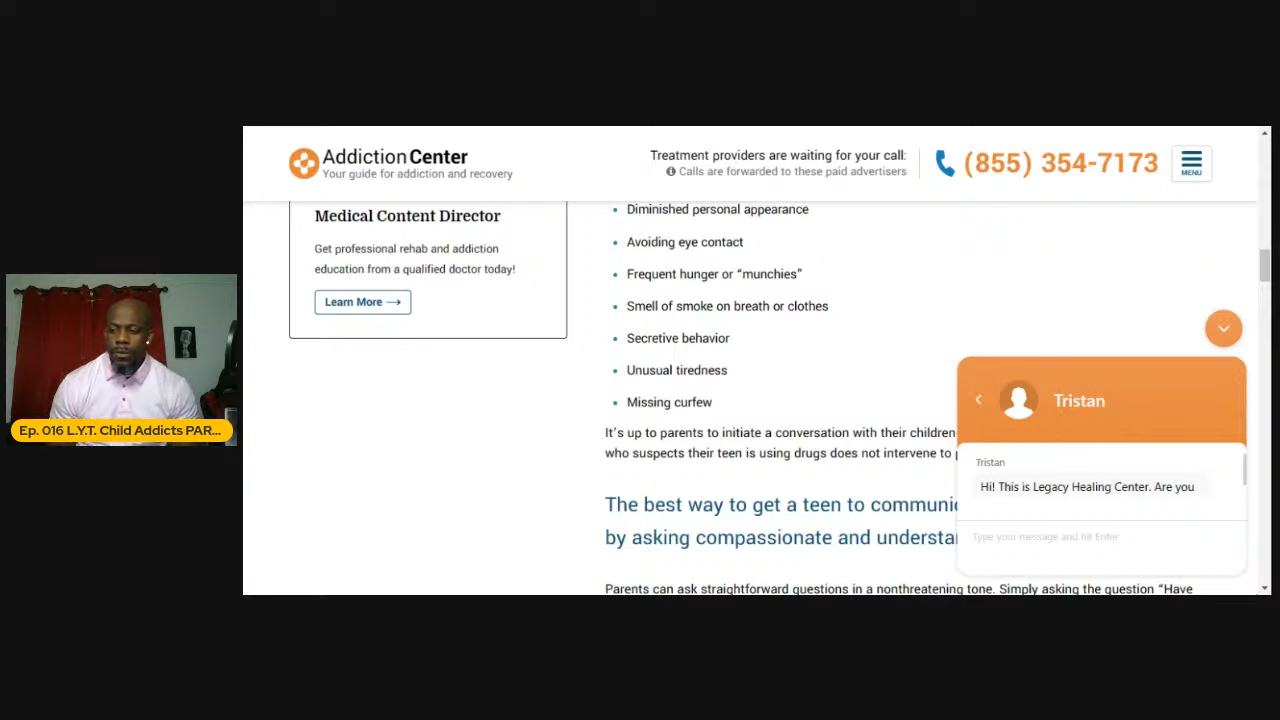 Addiction Center
Your guide for addiction and recovery
Treatment providers are waiting for your call:
Calls are forwarded to these paid advertisers
(855) 354-7173
MENU
Medical Content Director
Get professional rehab and addiction
education from a qualified doctor today!
Learn More →
• Diminished personal appearance
• Avoiding eye contact
• Frequent hunger or “munchies”
• Smell of smoke on breath or clothes
• Secretive behavior
• Unusual tiredness
• Missing curfew
It’s up to parents to initiate a conversation with their children
who suspects their teen is using drugs does not intervene to
The best way to get a teen to
by asking compassionate and
Parents can ask straightforward questions in a nonthreatening tone. Simply asking the question “Have
Tristan
Tristan
Hi! This is Legacy Healing Center. Are you
Type your message and hit Enter
Ep. 016 L.Y.T. Child Addicts PAR...